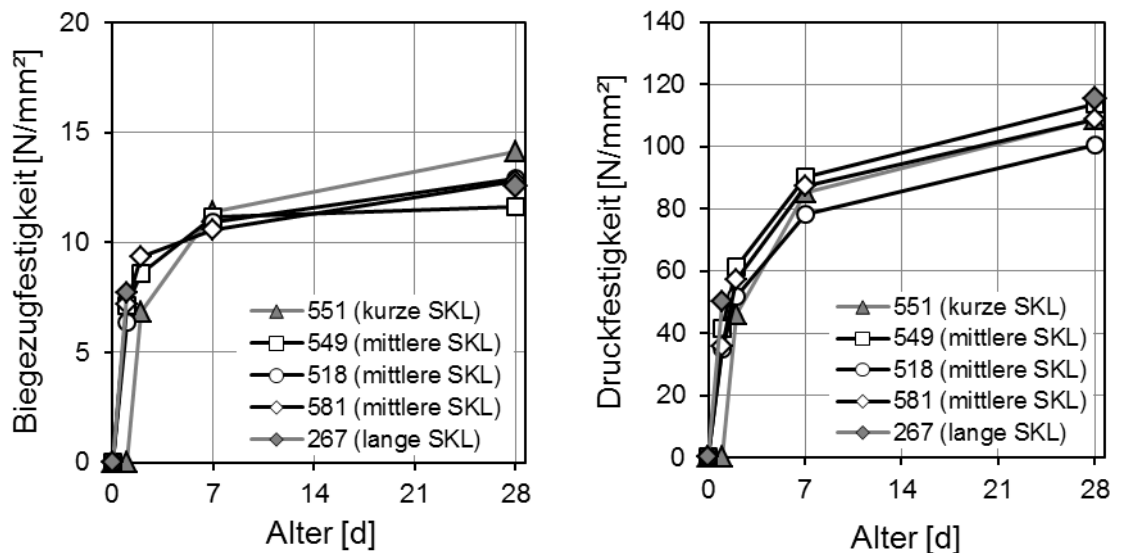 Biegezugfestigkeit [N/mm²]
20
15
10
5
0
0 7 14 21 28
Alter [d]
551 (kurze SKL)
549 (mittlere SKL)
518 (mittlere SKL)
581 (mittlere SKL)
267 (lange SKL)
Druckfestigkeit [N/mm²]
140
120
100
80
60
40
20
0
0 7 14 21 28
Alter [d]
551 (kurze SKL)
549 (mittlere SKL)
518 (mittlere SKL)
581 (mittlere SKL)
267 (lange SKL)